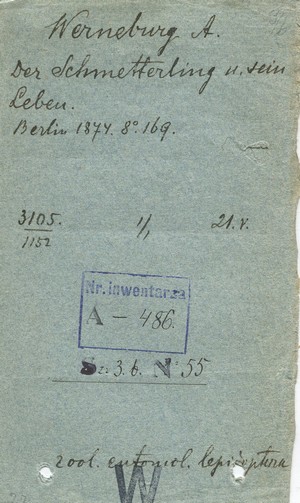 Werneburg A.
Der Schmetterling u. sein
Leben.
Berlin 1874. 8° 169.
3105. 1/1 21. v.
1152
Nr. inwentarza
A — 486.
3. b. N° 55
zool. entomol. lepidoptera
W